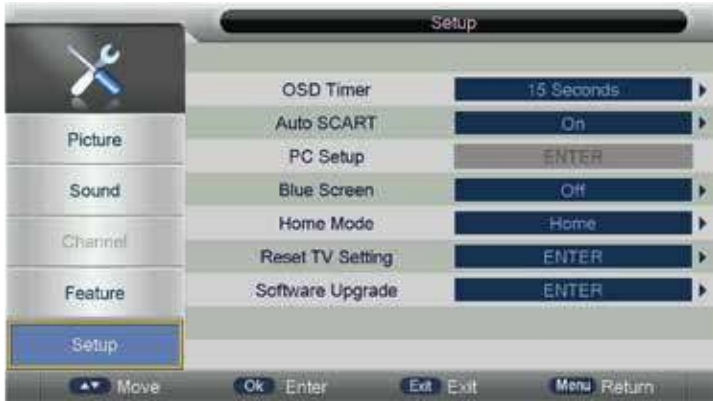 Setup
OSD Timer 15 Seconds
Auto SCART On
Picture
PC Setup ENTER
Sound
Blue Screen Off
Home Mode Home
Channel
Reset TV Setting ENTER
Feature
Software Upgrade ENTER
Setup
Move Ok Enter Exit Exit Menu Return